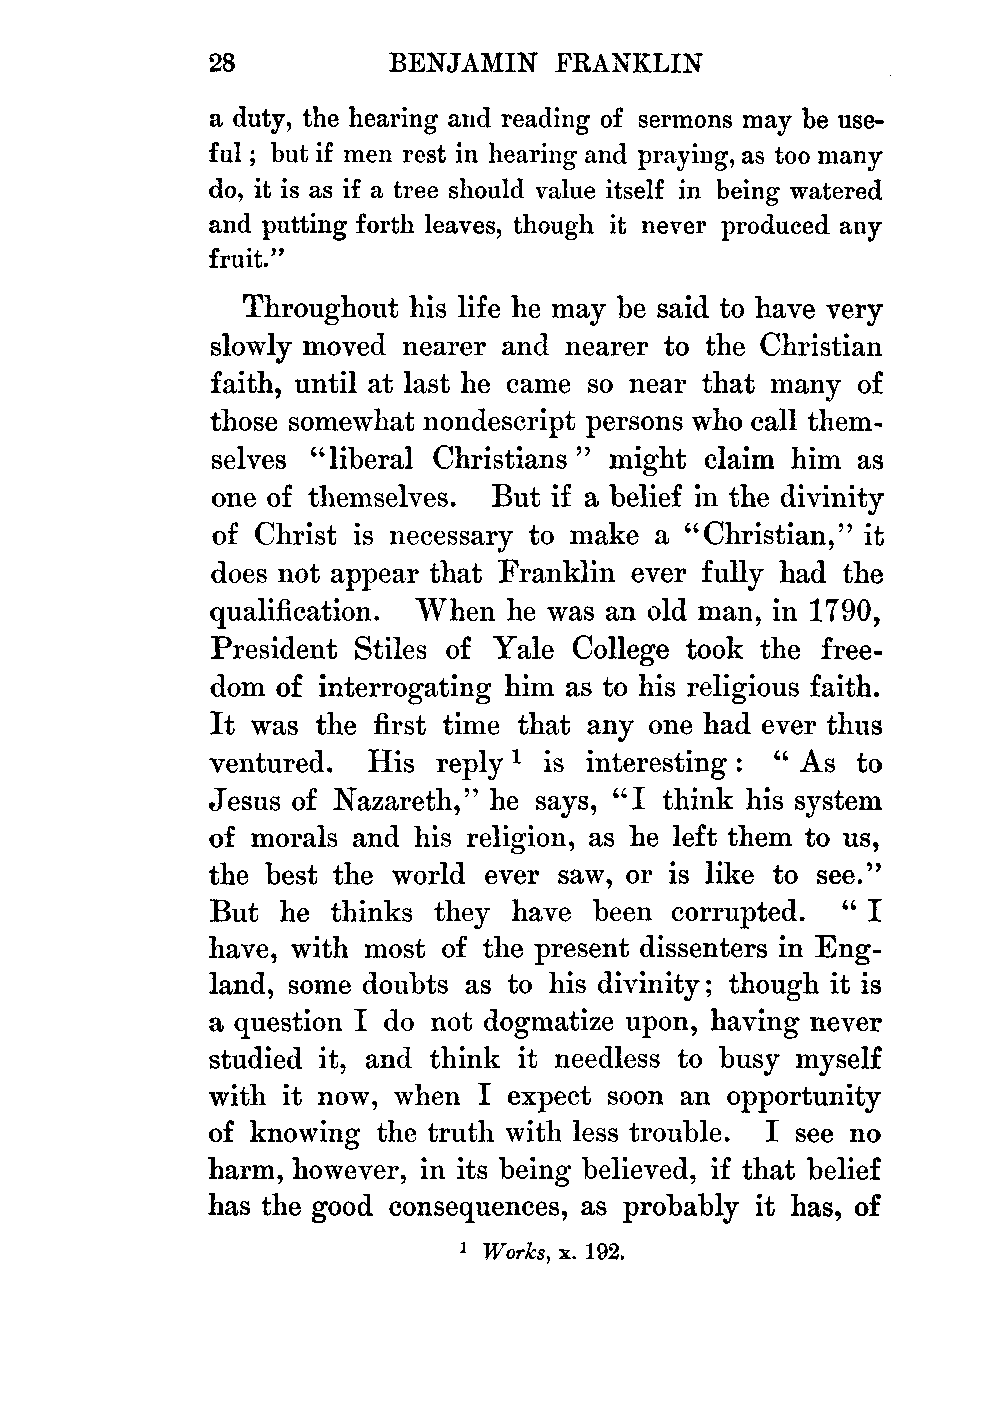 28 BENJAMIN FRANKLIN
a duty, the hearing and reading of sermons may be use-
ful ; but if men rest in hearing and praying, as too many
do, it is as if a tree should value itself in being watered
and putting forth leaves, though it never produced any
fruit.”
Throughout his life he may be said to have very
slowly moved nearer and nearer to the Christian
faith, until at last he came so near that many of
those somewhat nondescript persons who call them-
selves “liberal Christians” might claim him as
one of themselves. But if a belief in the divinity
of Christ is necessary to make a “Christian,” it
does not appear that Franklin ever fully had the
qualification. When he was an old man, in 1790,
President Stiles of Yale College took the free-
dom of interrogating him as to his religious faith.
It was the first time that any one had ever thus
ventured. His reply ¹ is interesting : “ As to
Jesus of Nazareth,” he says, “I think his system
of morals and his religion, as he left them to us,
the best the world ever saw, or is like to see.”
But he thinks they have been corrupted. “ I
have, with most of the present dissenters in Eng-
land, some doubts as to his divinity; though it is
a question I do not dogmatize upon, having never
studied it, and think it needless to busy myself
with it now, when I expect soon an opportunity
of knowing the truth with less trouble. I see no
harm, however, in its being believed, if that belief
has the good consequences, as probably it has, of
¹ Works, x. 192.